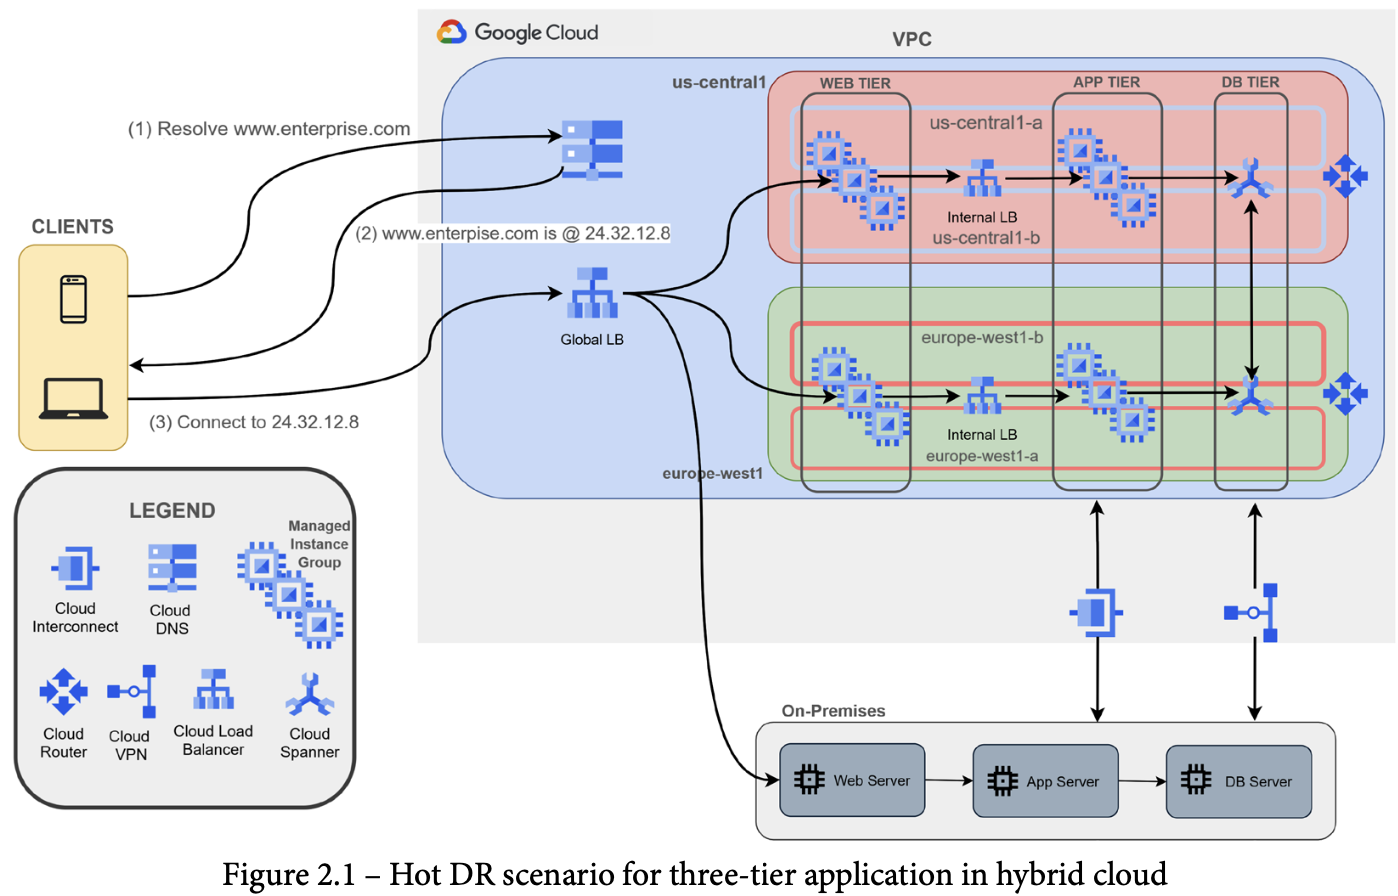 Google Cloud
VPC
us-central1
WEB TIER
APP TIER
DB TIER
us-central1-a
(1) Resolve www.enterprise.com
Internal LB
us-central1-b
CLIENTS
(2) www.enterpise.com is @ 24.32.12.8
Global LB
europe-west1-b
(3) Connect to 24.32.12.8
Internal LB
europe-west1-a
europe-west1
LEGEND
Managed
Instance
Group
Cloud
Interconnect
Cloud
DNS
Cloud
Router
Cloud
VPN
Cloud Load
Balancer
Cloud
Spanner
On-Premises
Web Server
App Server
DB Server
Figure 2.1 – Hot DR scenario for three-tier application in hybrid cloud